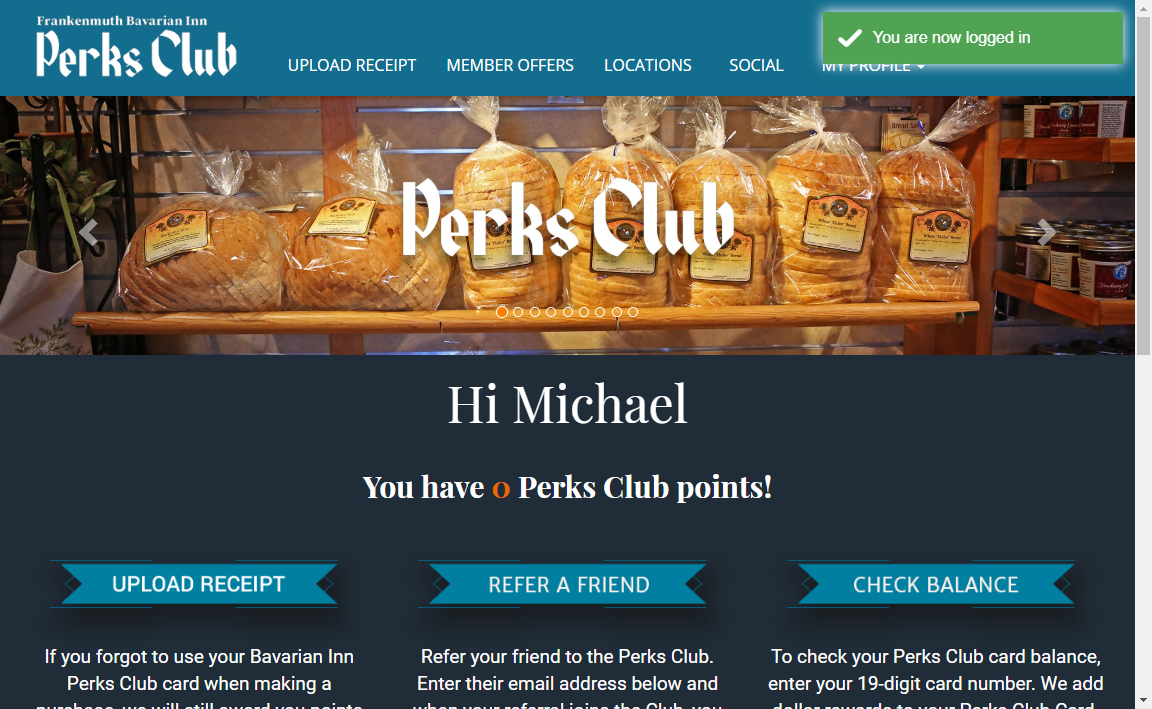 Frankenmuth Bavarian Inn
Perks Club
UPLOAD RECEIPT
MEMBER OFFERS
LOCATIONS
SOCIAL
MY PROFILE
You are now logged in
Bread Saver
Perks Club
Hi Michael
You have 0 Perks Club points!
UPLOAD RECEIPT
REFER A FRIEND
CHECK BALANCE
If you forgot to use your Bavarian Inn
Perks Club card when making a
purchase, we will still award you points
Refer your friend to the Perks Club.
Enter their email address below and
when your referral joins the Club, you
To check your Perks Club card balance,
enter your 19-digit card number. We add
dollar rewards to your Perks Club Card